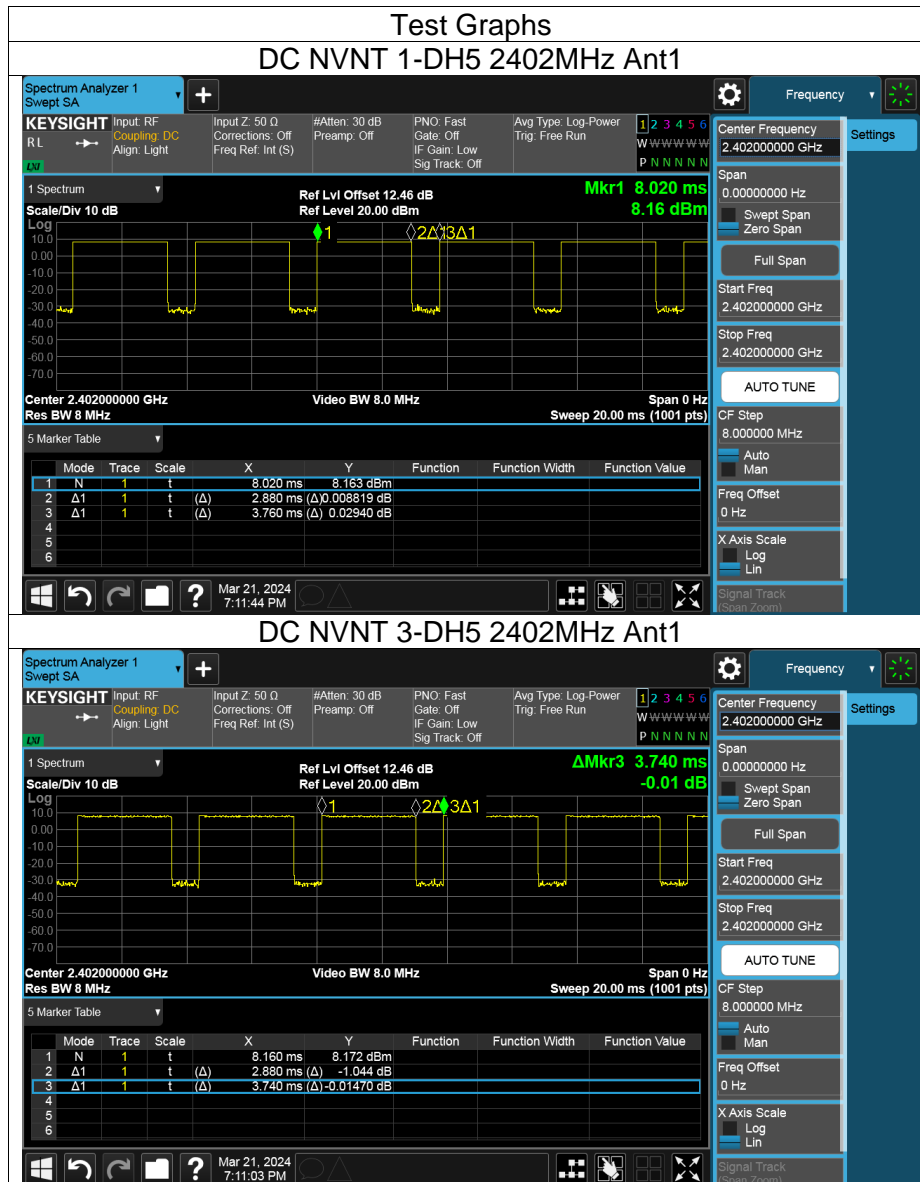 Test Graphs
DC NVNT 1-DH5 2402MHz Ant1
Spectrum Analyzer 1
Swept SA
+
Frequency
KEYSIGHT Input: RF Input Z: 50 Ω #Atten: 30 dB PNO: Fast Avg Type: Log-Power 1 2 3 4 5 6
RL Coupling: DC Corrections: Off Preamp: Off Gate: Off Trig: Free Run W W W W W W
Align: Light Freq Ref: Int (S) IF Gain: Low P N N N N N
LXI Sig Track: Off
Center Frequency
2.402000000 GHz
Settings
Span
0.00000000 Hz
Swept Span
Zero Span
Full Span
Start Freq
2.402000000 GHz
Stop Freq
2.402000000 GHz
AUTO TUNE
CF Step
8.000000 MHz
Auto
Man
Freq Offset
0 Hz
X Axis Scale
Log
Lin
Signal Track
(Span Zoom)
1 Spectrum
Scale/Div 10 dB
Ref Lvl Offset 12.46 dB
Ref Level 20.00 dBm
Mkr1 8.020 ms
8.16 dBm
Log
10.0
0.00
-10.0
-20.0
-30.0
-40.0
-50.0
-60.0
-70.0
1 2Δ1 3Δ1
Center 2.402000000 GHz Video BW 8.0 MHz Span 0 Hz
Res BW 8 MHz Sweep 20.00 ms (1001 pts)
5 Marker Table
Mode Trace Scale X Y Function Function Width Function Value
1 N 1 t 8.020 ms 8.163 dBm
2 Δ1 1 t (Δ) 2.880 ms (Δ) 0.008819 dB
3 Δ1 1 t (Δ) 3.760 ms (Δ) 0.02940 dB
4
5
6
? Mar 21, 2024
7:11:44 PM
DC NVNT 3-DH5 2402MHz Ant1
Spectrum Analyzer 1
Swept SA
+
Frequency
KEYSIGHT Input: RF Input Z: 50 Ω #Atten: 30 dB PNO: Fast Avg Type: Log-Power 1 2 3 4 5 6
Coupling: DC Corrections: Off Preamp: Off Gate: Off Trig: Free Run W W W W W W
Align: Light Freq Ref: Int (S) IF Gain: Low P N N N N N
LXI Sig Track: Off
Center Frequency
2.402000000 GHz
Settings
Span
0.00000000 Hz
Swept Span
Zero Span
Full Span
Start Freq
2.402000000 GHz
Stop Freq
2.402000000 GHz
AUTO TUNE
CF Step
8.000000 MHz
Auto
Man
Freq Offset
0 Hz
X Axis Scale
Log
Lin
Signal Track
(Span Zoom)
1 Spectrum
Scale/Div 10 dB
Ref Lvl Offset 12.46 dB
Ref Level 20.00 dBm
ΔMkr3 3.740 ms
-0.01 dB
Log
10.0
0.00
-10.0
-20.0
-30.0
-40.0
-50.0
-60.0
-70.0
1 2Δ1 3Δ1
Center 2.402000000 GHz Video BW 8.0 MHz Span 0 Hz
Res BW 8 MHz Sweep 20.00 ms (1001 pts)
5 Marker Table
Mode Trace Scale X Y Function Function Width Function Value
1 N 1 t 8.160 ms 8.172 dBm
2 Δ1 1 t (Δ) 2.880 ms (Δ) -1.044 dB
3 Δ1 1 t (Δ) 3.740 ms (Δ) -0.01470 dB
4
5
6
? Mar 21, 2024
7:11:03 PM